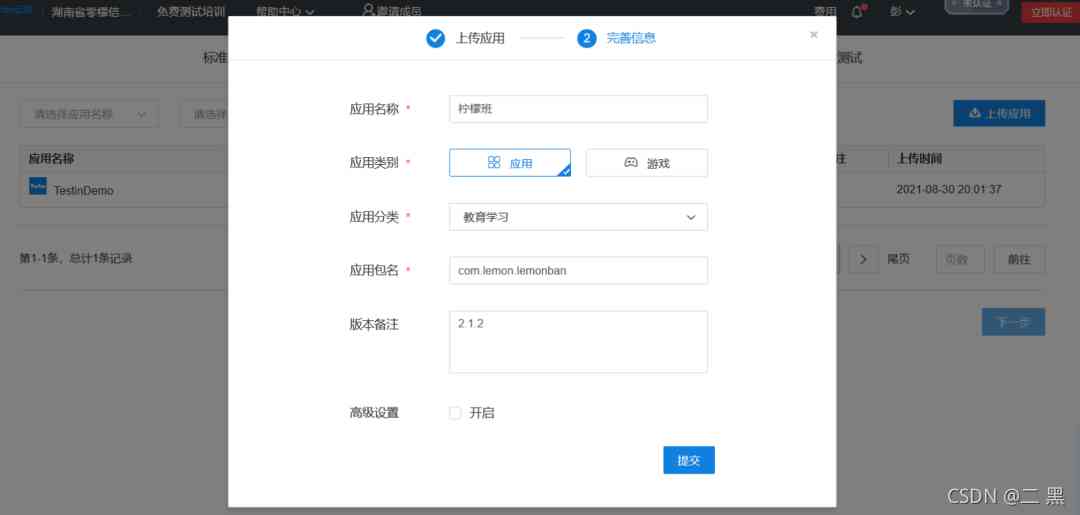 湖南省零檬信... 免费测试培训 帮助中心 邀请成员 费用 彭 未认证 立即认证
上传应用 2 完善信息 ×
标准 测试
请选择应用名称 请选择 上传应用
应用名称 * 柠檬班
应用名称 注 上传时间
应用类别 * 应用 游戏
TestinDemo 2021-08-30 20:01:37
应用分类 * 教育学习
第1-1条，总计1条记录 > 尾页 页数 前往
应用包名 * com.lemon.lemonban
版本备注 2.1.2
下一步
高级设置 开启
提交
CSDN @二 黑